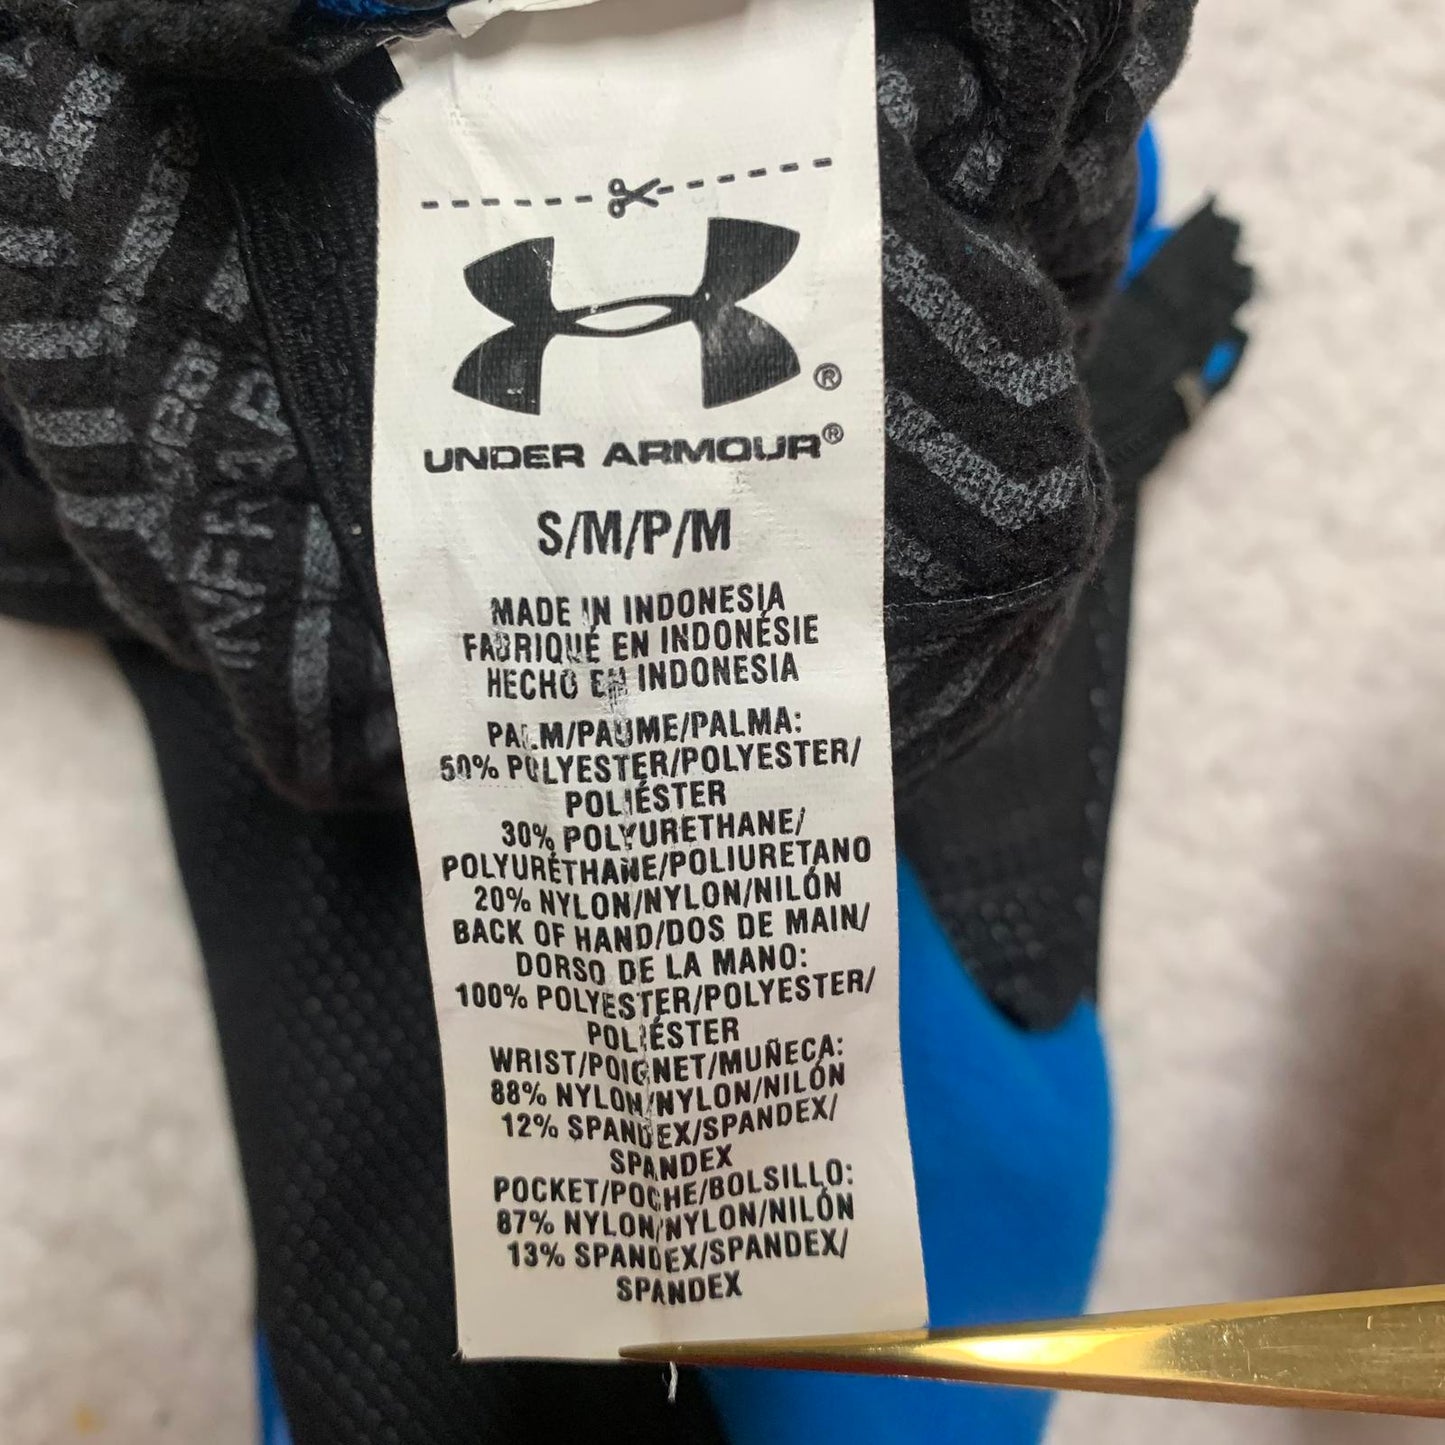 ®
UNDER ARMOUR®
S/M/P/M
MADE IN INDONESIA
FABRIQUÉ EN INDONÉSIE
HECHO EN INDONESIA
PALM/PAUME/PALMA:
50% POLYESTER/POLYESTER/
POLIÉSTER
30% POLYURETHANE/
POLYURÉTHANE/POLIURETANO
20% NYLON/NYLON/NILÓN
BACK OF HAND/DOS DE MAIN/
DORSO DE LA MANO:
100% POLYESTER/POLYESTER/
POLIÉSTER
WRIST/POIGNET/MUÑECA:
88% NYLON/NYLON/NILÓN
12% SPANDEX/SPANDEX/
SPANDEX
POCKET/POCHE/BOLSILLO:
87% NYLON/NYLON/NILÓN
13% SPANDEX/SPANDEX/
SPANDEX